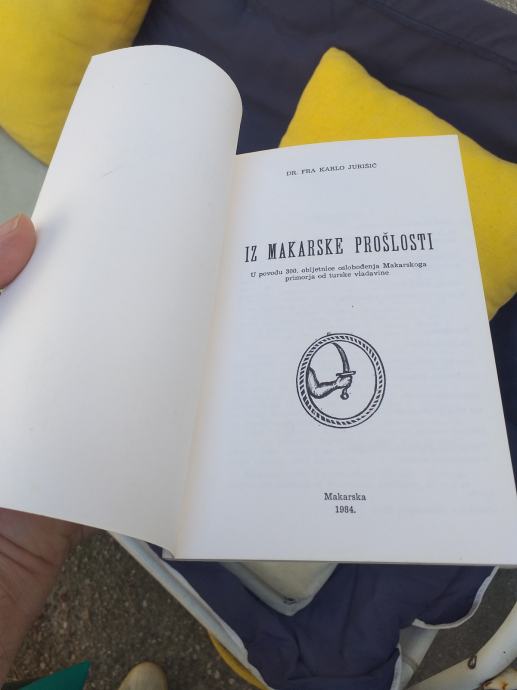 DR. FRA KARLO JURIŠIĆ
IZ MAKARSKE PROŠLOSTI
U povodu 300. obljetnice oslobođenja Makarskoga
primorja od turske vladavine
Makarska
1984.